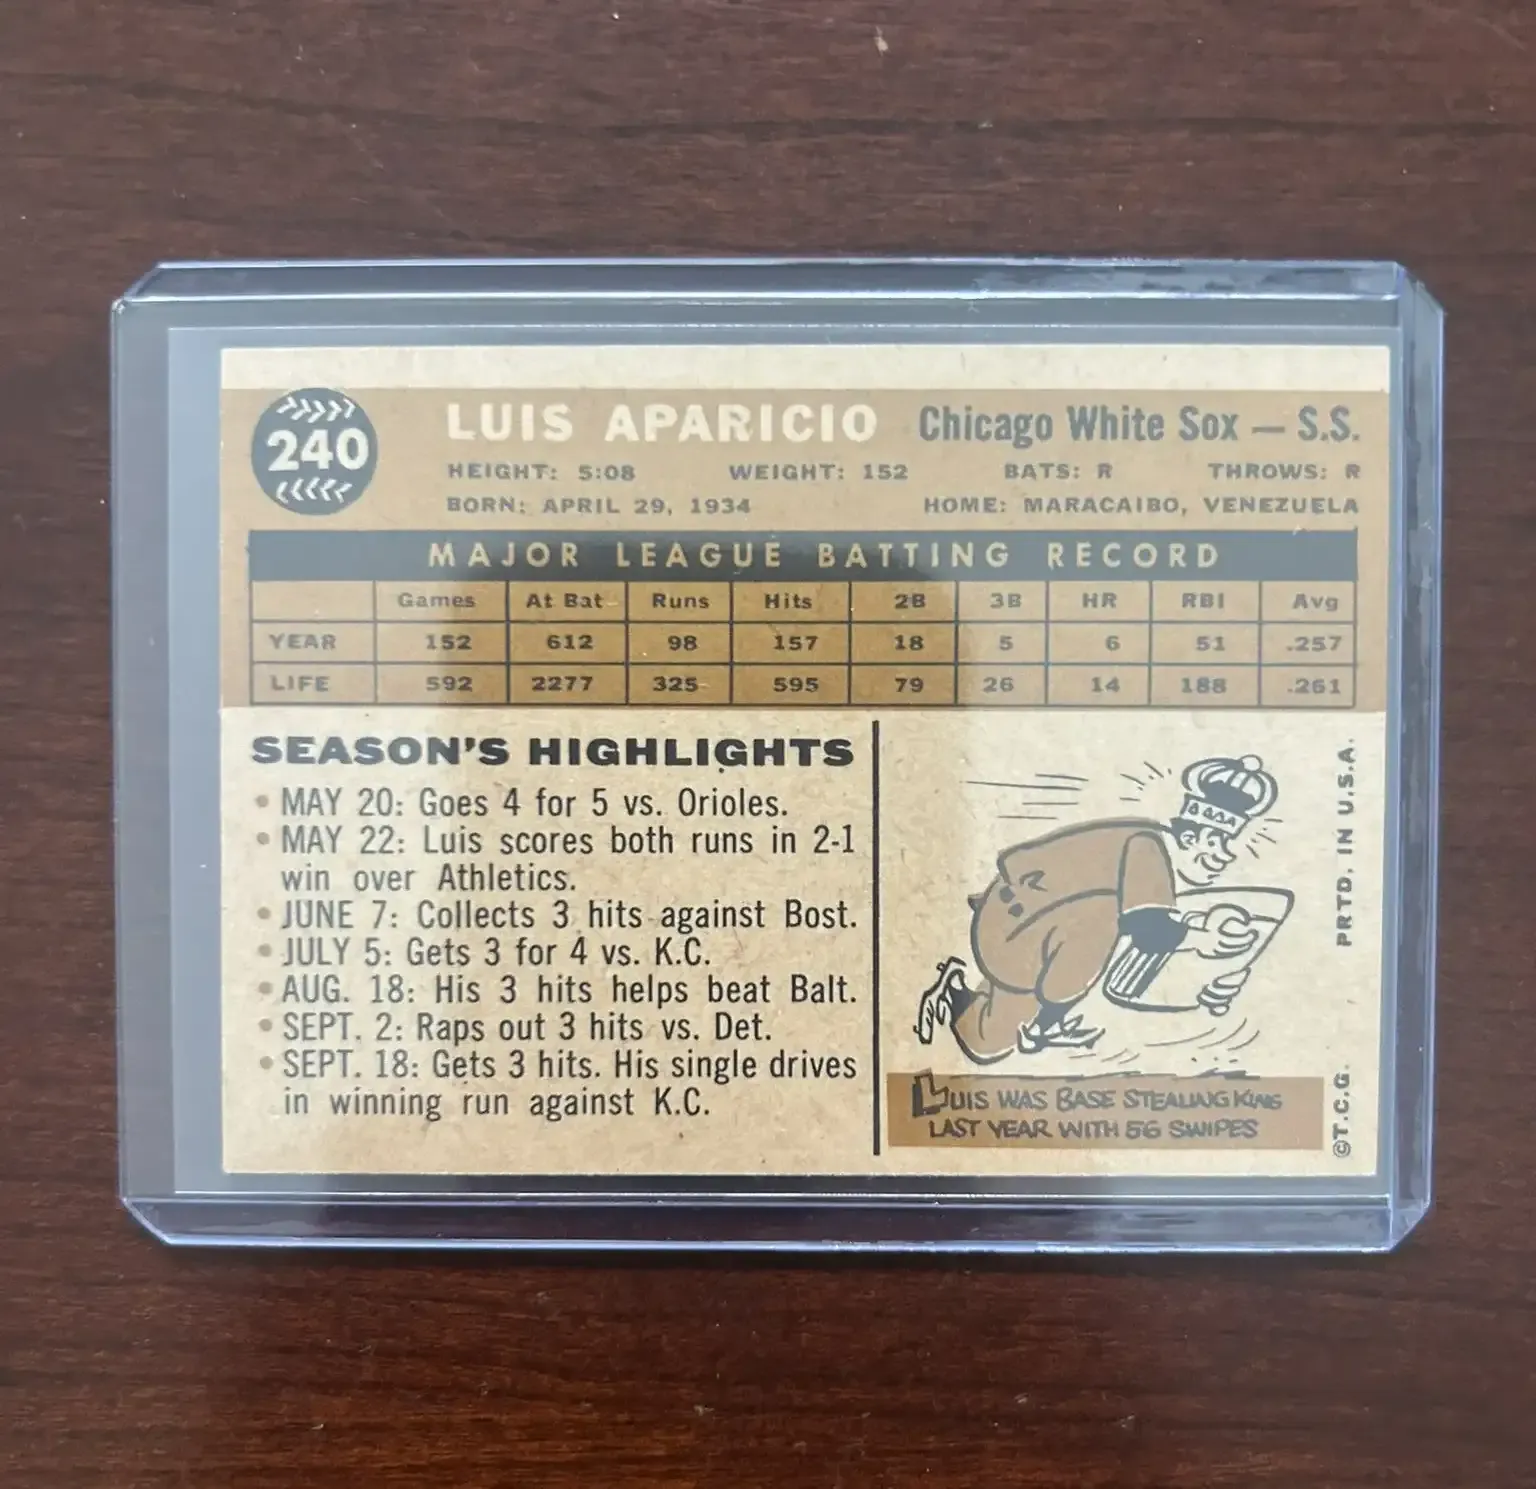 240
LUIS APARICIO Chicago White Sox — S.S.
HEIGHT: 5:08 WEIGHT: 152 BATS: R THROWS: R
BORN: APRIL 29, 1934 HOME: MARACAIBO, VENEZUELA
MAJOR LEAGUE BATTING RECORD
Games At Bat Runs Hits 2B 3B HR RBI Avg
YEAR 152 612 98 157 18 5 6 51 .257
LIFE 592 2277 325 595 79 26 14 188 .261
SEASON'S HIGHLIGHTS
• MAY 20: Goes 4 for 5 vs. Orioles.
• MAY 22: Luis scores both runs in 2-1
win over Athletics.
• JUNE 7: Collects 3 hits against Bost.
• JULY 5: Gets 3 for 4 vs. K.C.
• AUG. 18: His 3 hits helps beat Balt.
• SEPT. 2: Raps out 3 hits vs. Det.
• SEPT. 18: Gets 3 hits. His single drives
in winning run against K.C.
LUIS WAS BASE STEALING KING
LAST YEAR WITH 56 SWIPES
©T.C.G. PRTD. IN U.S.A.